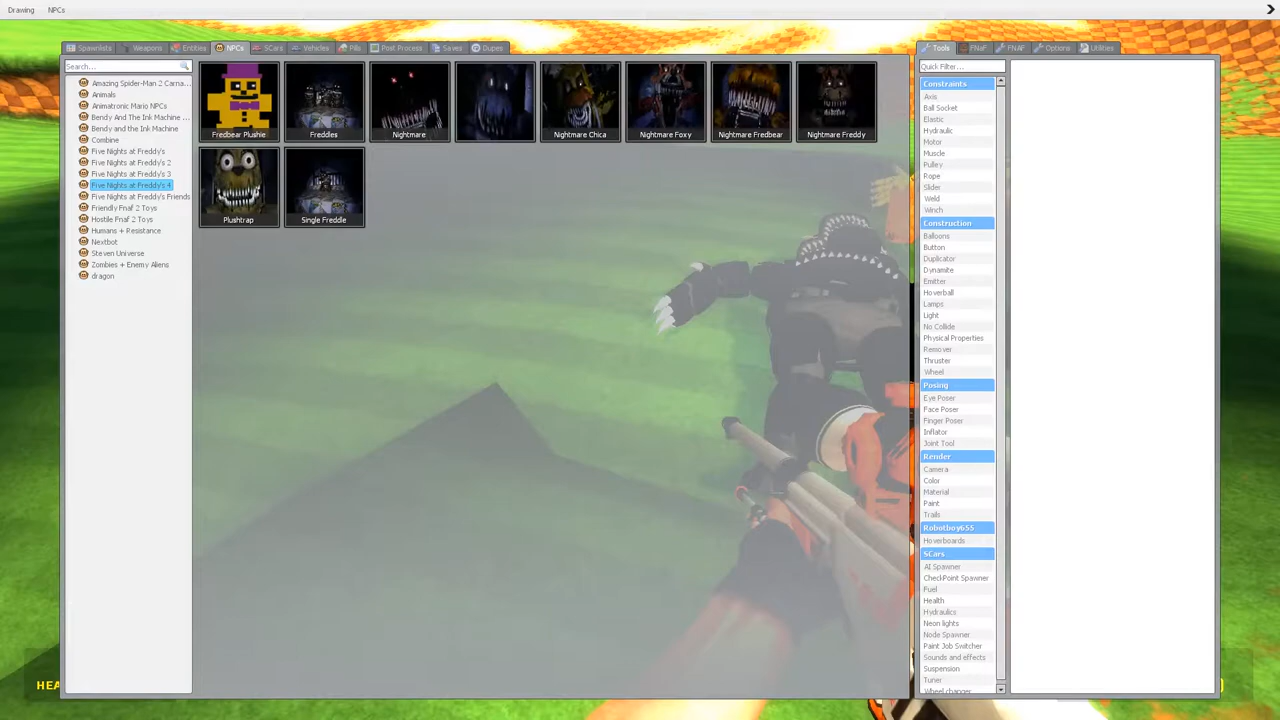 Drawing NPCs
Spawnlists Weapons Entities NPCs SCars Vehicles Pills Post Process Saves Dupes
Search...
Amazing Spider-Man 2 Carna...
Animals
Animatronic Mario NPCs
Bendy And The Ink Machine ...
Bendy and the Ink Machine
Combine
Five Nights at Freddy's
Five Nights at Freddy's 2
Five Nights at Freddy's 3
Five Nights at Freddy's 4
Five Nights at Freddy's Friends
Friendly Fnaf 2 Toys
Hostile Fnaf 2 Toys
Humans + Resistance
Nextbot
Steven Universe
Zombies + Enemy Aliens
dragon
Fredbear Plushie Freddles Nightmare Nightmare Chica Nightmare Foxy Nightmare Fredbear Nightmare Freddy
Plushtrap Single Freddle
Tools FNaF FNAF Options Utilities
Quick Filter...
Constraints
Axis
Ball Socket
Elastic
Hydraulic
Motor
Muscle
Pulley
Rope
Slider
Weld
Winch
Construction
Balloons
Button
Duplicator
Dynamite
Emitter
Hoverball
Lamps
Light
No Collide
Physical Properties
Remover
Thruster
Wheel
Posing
Eye Poser
Face Poser
Finger Poser
Inflator
Joint Tool
Render
Camera
Color
Material
Paint
Trails
Robotboy655
Hoverboards
SCars
AI Spawner
CheckPoint Spawner
Fuel
Health
Hydraulics
Neon lights
Node Spawner
Paint Job Switcher
Sounds and effects
Suspension
Tuner
Wheel changer
HEA